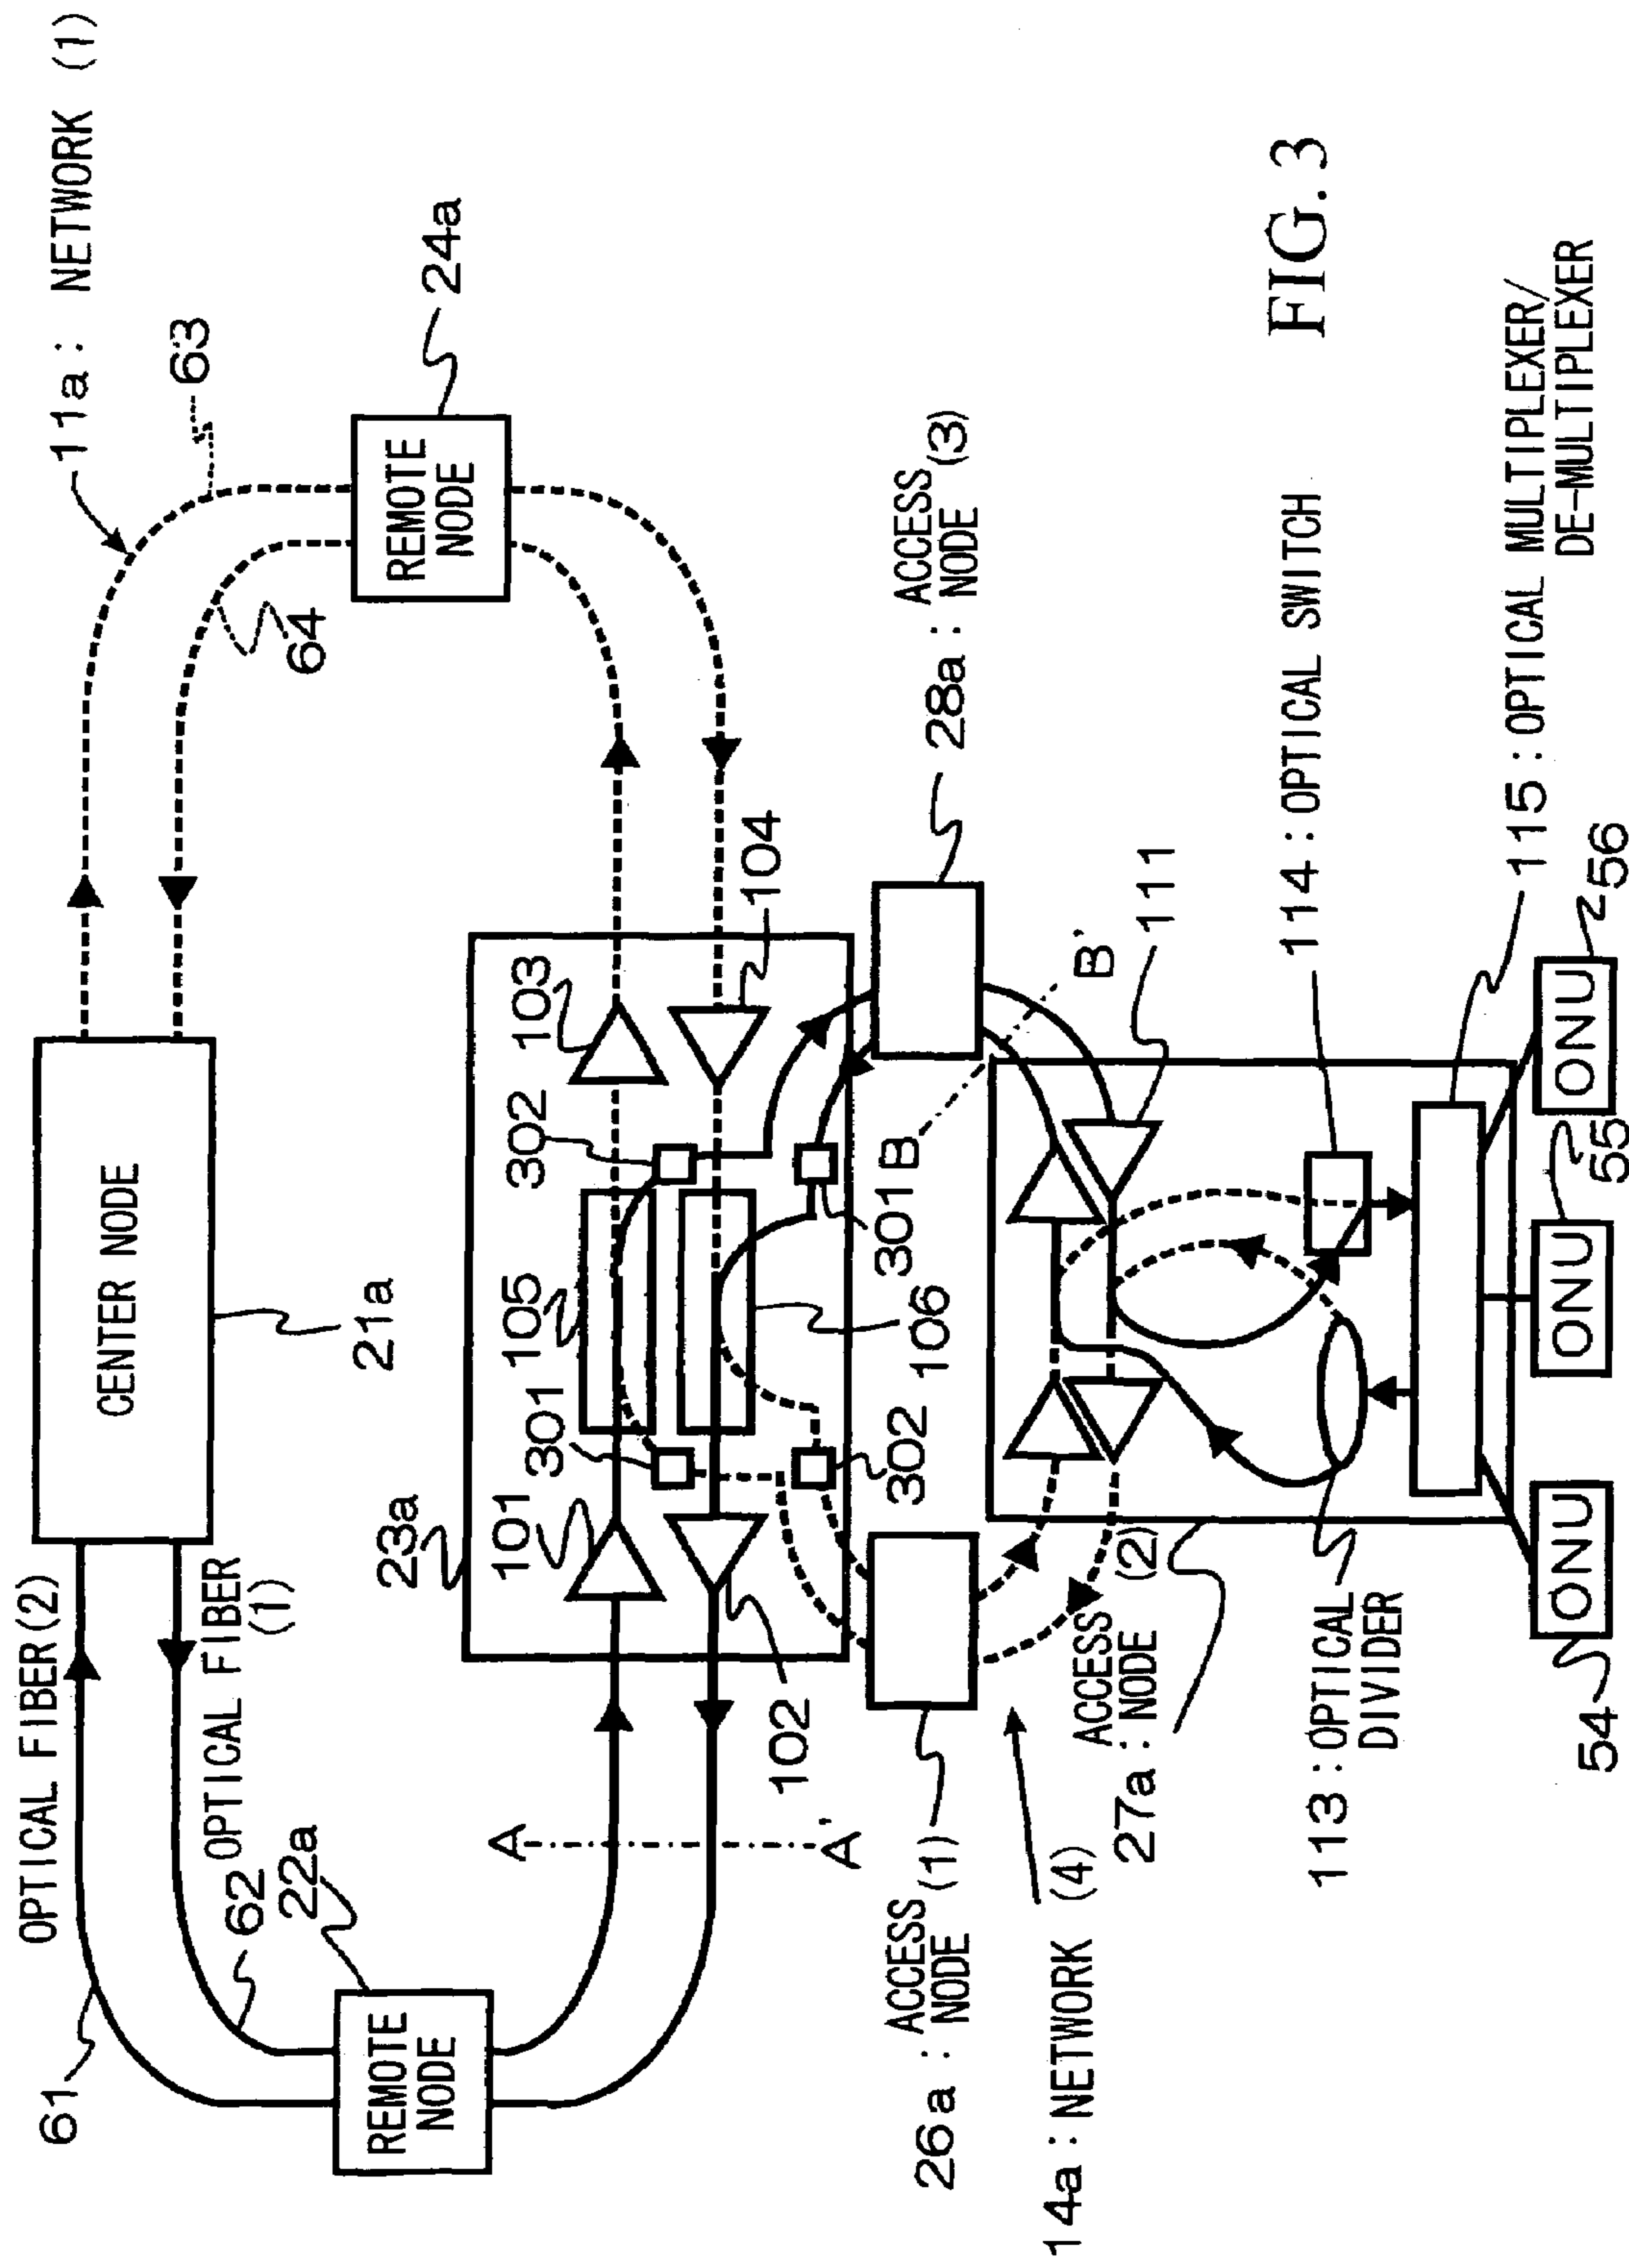 11a : NETWORK (1)
63
64
CENTER NODE
21a
OPTICAL FIBER(2)
OPTICAL FIBER
(1)
61
62
22a
REMOTE
NODE
24a
REMOTE
NODE
23a
101
102
103
104
105
106
301
302
302
301
A
A'
B
B'
28a : ACCESS
NODE (3)
26a : ACCESS
NODE (1)
14a : NETWORK (4)
27a : ACCESS
NODE (2)
111
113 : OPTICAL
DIVIDER
114 : OPTICAL SWITCH
115 : OPTICAL MULTIPLEXER/
DE-MULTIPLEXER
ONU
ONU
ONU
54
55
56
FIG. 3